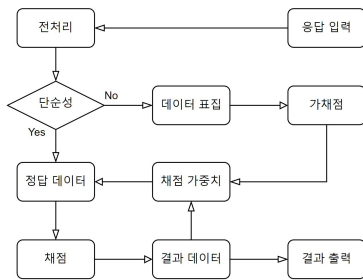 전처리
응답 입력
단순성
No
데이터 표집
가채점
Yes
정답 데이터
채점 가중치
채점
결과 데이터
결과 출력